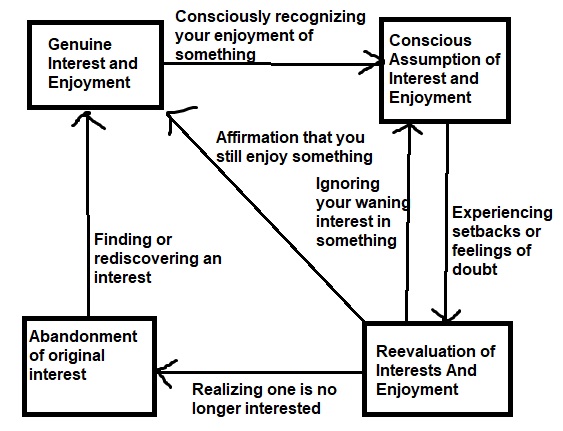 Genuine
Interest and
Enjoyment
Consciously recognizing
your enjoyment of
something
Conscious
Assumption of
Interest and
Enjoyment
Affirmation that you
still enjoy something
Ignoring
your waning
interest in
something
Experiencing
setbacks or
feelings of
doubt
Finding or
rediscovering an
interest
Abandonment
of original
interest
Realizing one is no
longer interested
Reevaluation of
Interests And
Enjoyment